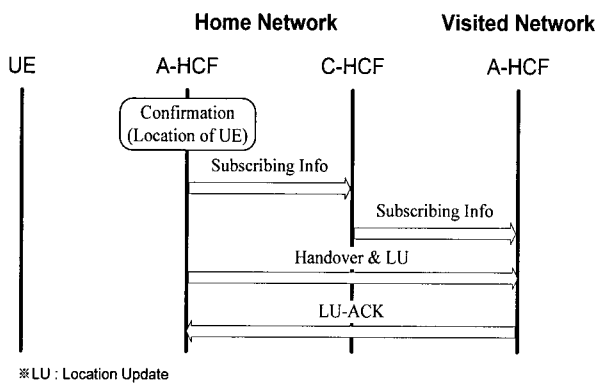 Home Network Visited Network
UE A-HCF C-HCF A-HCF
Confirmation
(Location of UE)
Subscribing Info
Subscribing Info
Handover & LU
LU-ACK
※LU : Location Update